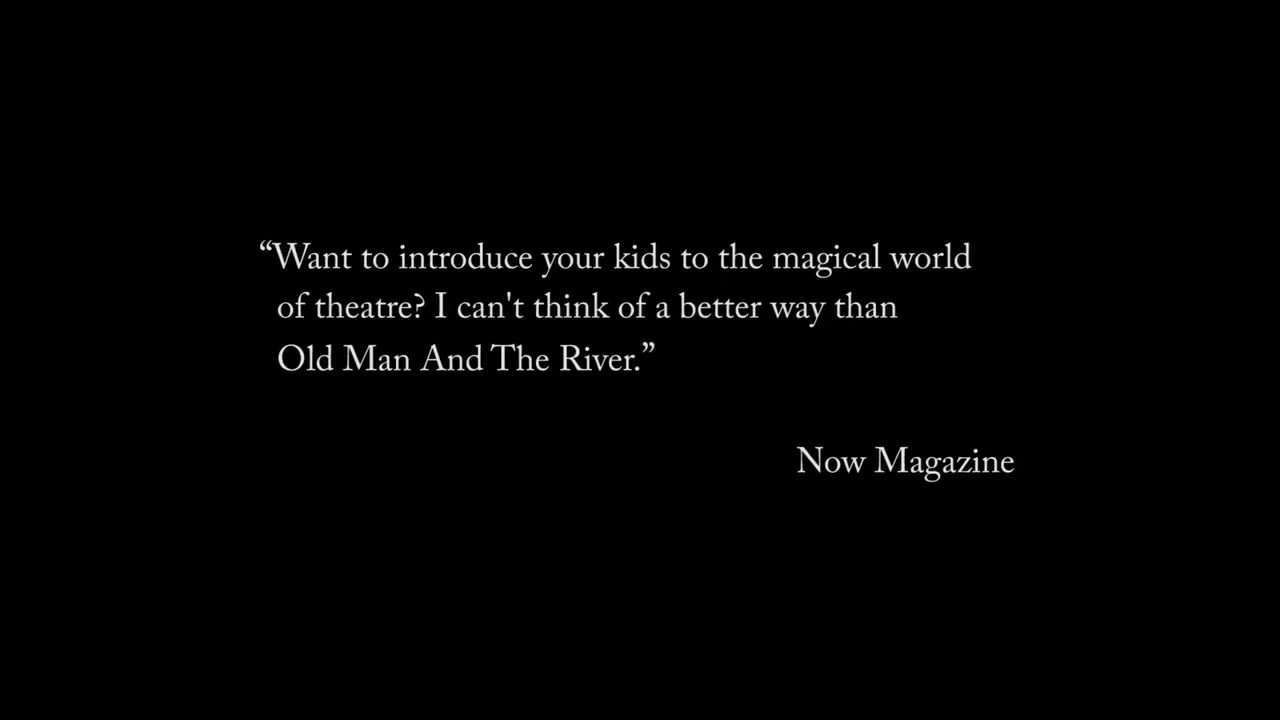 “Want to introduce your kids to the magical world
of theatre? I can't think of a better way than
Old Man And The River.”
Now Magazine